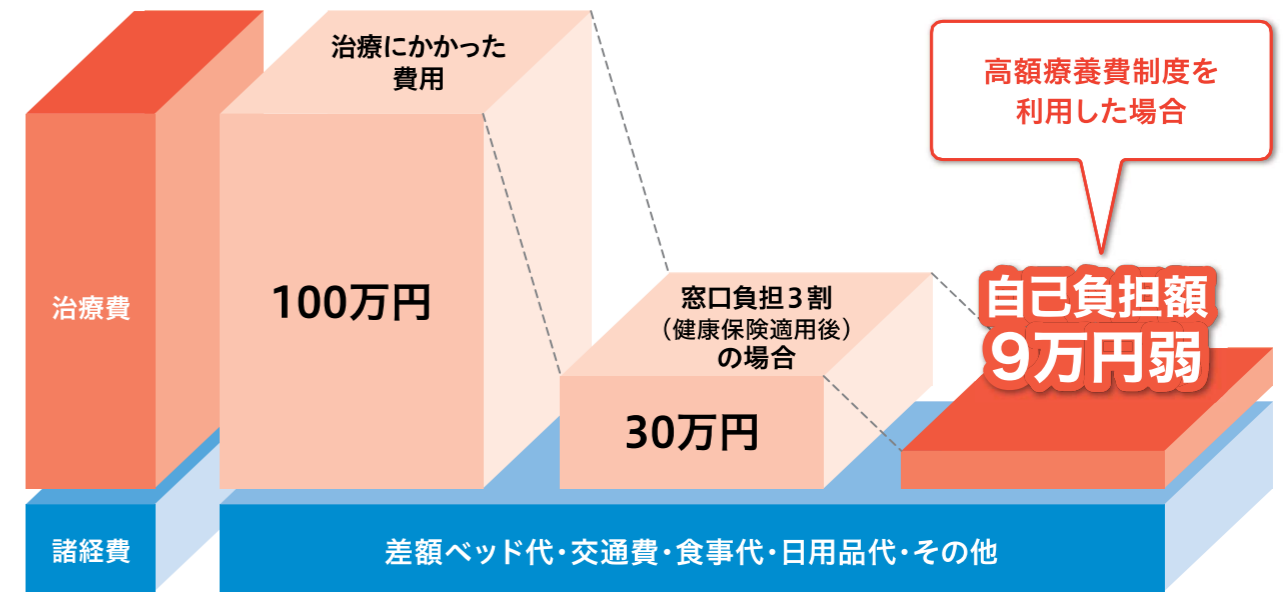 治療にかかった
費用
高額療養費制度を
利用した場合
治療費
100万円
窓口負担3割
（健康保険適用後）
の場合
30万円
自己負担額
9万円弱
諸経費
差額ベッド代・交通費・食事代・日用品代・その他